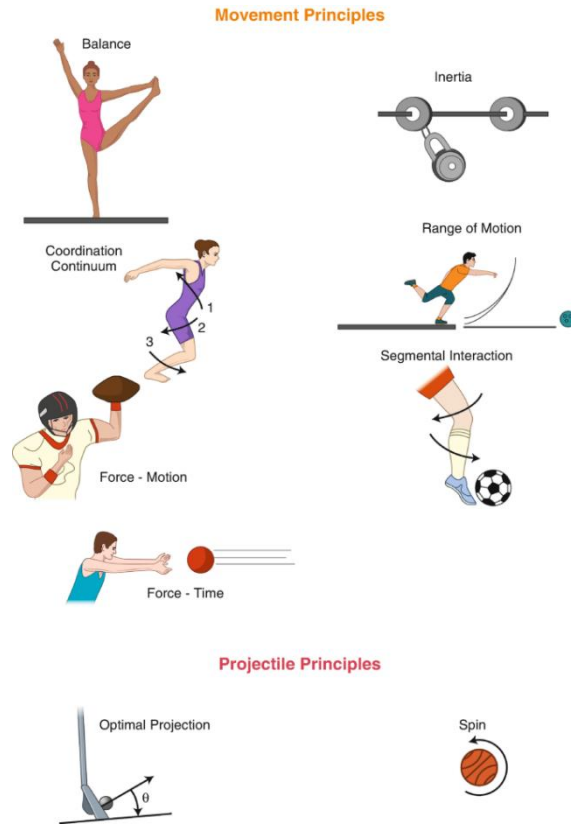 Movement Principles
Balance
Inertia
Coordination
Continuum
1
2
3
Range of Motion
Segmental Interaction
Force - Motion
Force - Time
Projectile Principles
Optimal Projection
θ
Spin